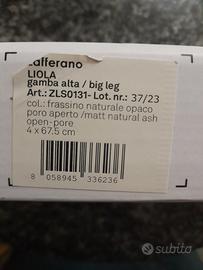 zafferano
LIOLA
gamba alta / big leg
Art.: ZLS0131- Lot. nr.: 37/23
col.: frassino naturale opaco
poro aperto /matt natural ash
open-pore
4 x 67.5 cm
8 058945 336236
subito